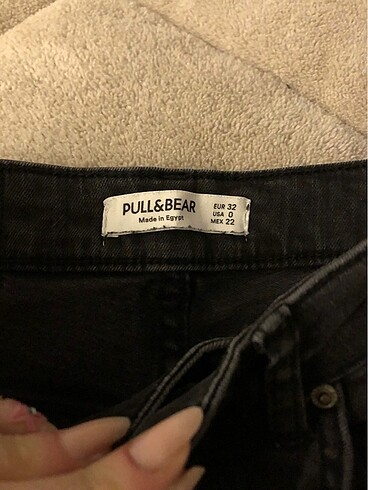 PULL&BEAR
Made in Egypt
EUR 32
USA 0
MEX 22